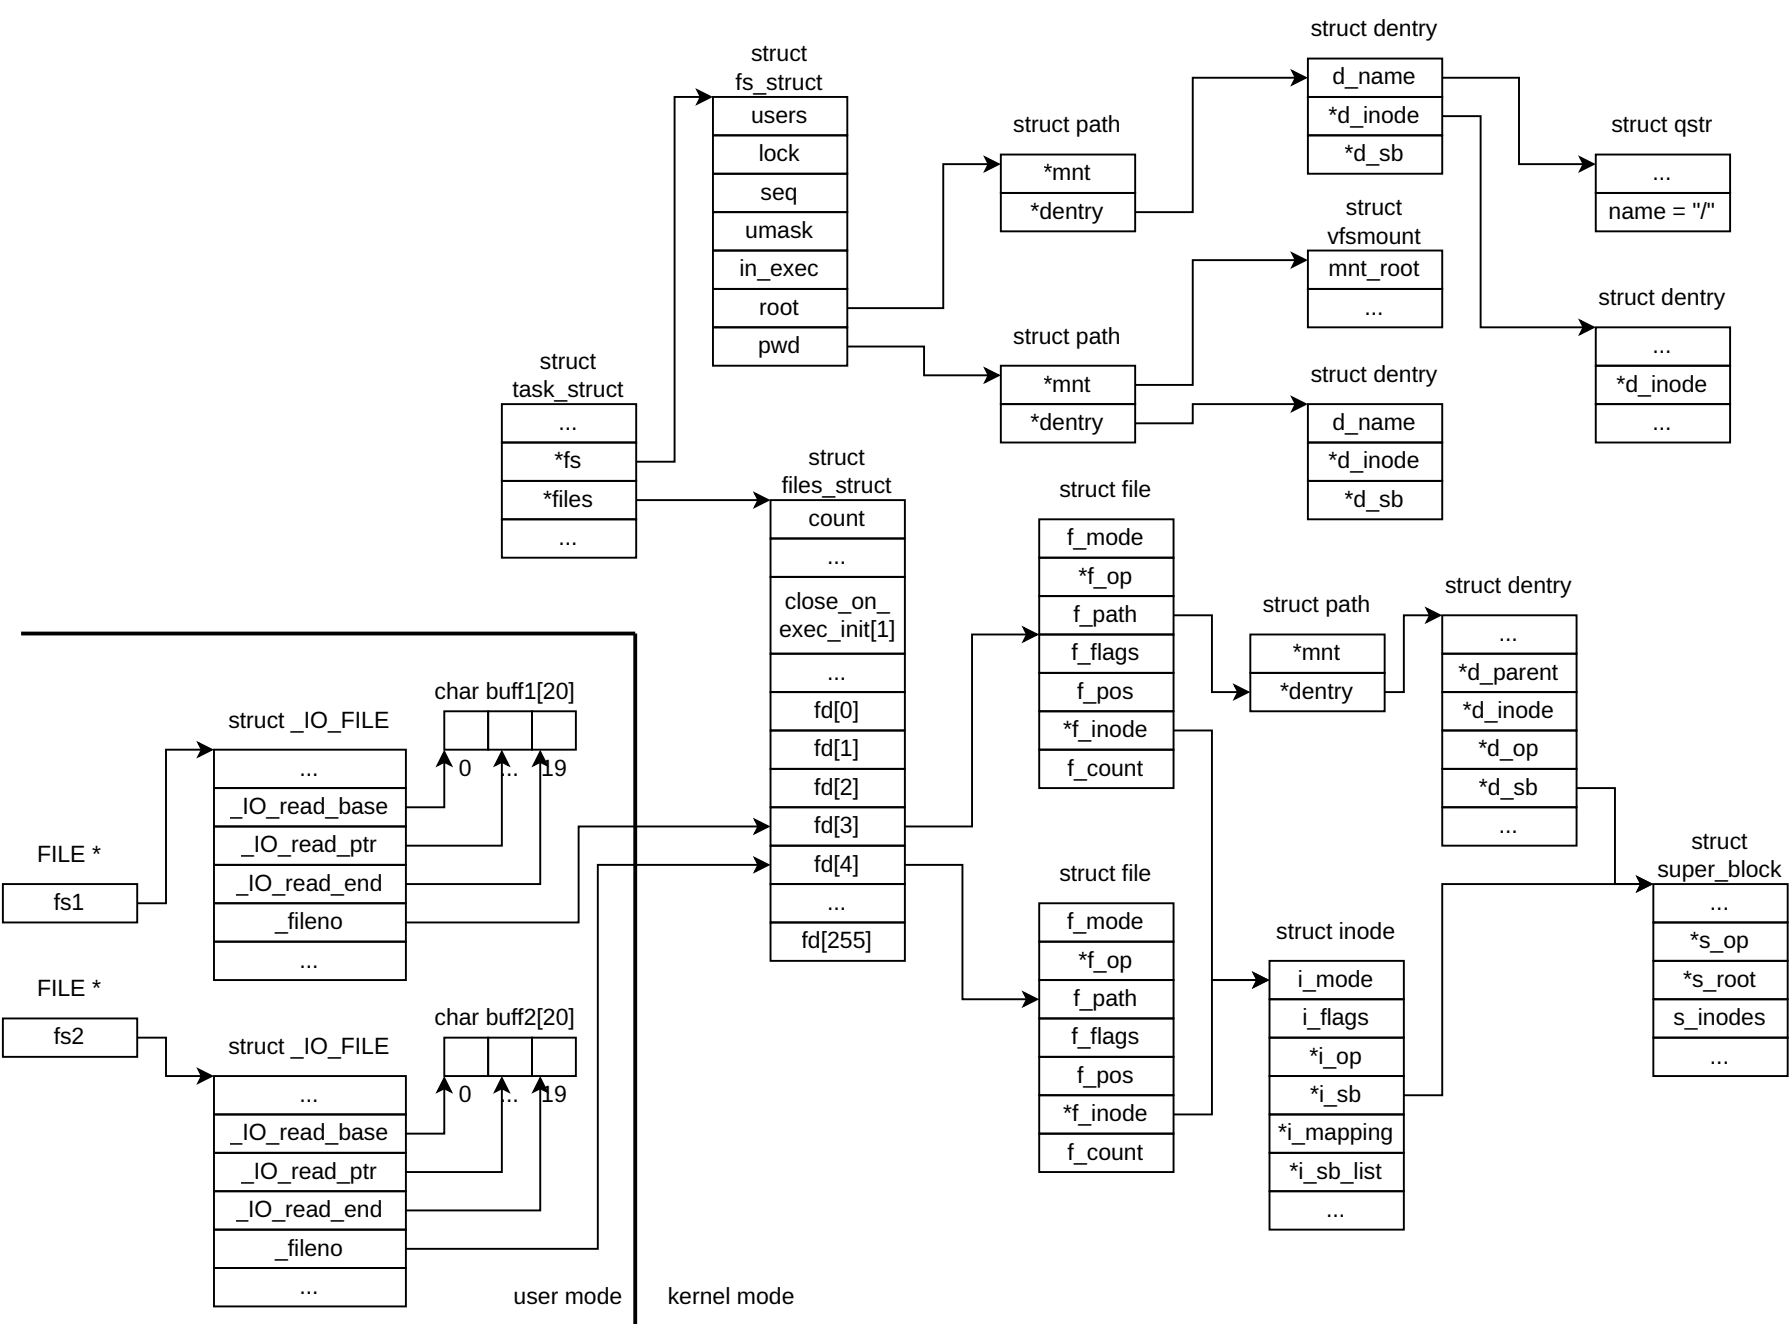 struct
fs_struct
users
lock
seq
umask
in_exec
root
pwd
struct path
*mnt
*dentry
struct path
*mnt
*dentry
struct dentry
d_name
*d_inode
*d_sb
struct
vfsmount
mnt_root
...
struct dentry
d_name
*d_inode
*d_sb
struct qstr
...
name = "/"
struct dentry
...
*d_inode
...
struct
task_struct
...
*fs
*files
...
struct
files_struct
count
...
close_on_
exec_init[1]
...
fd[0]
fd[1]
fd[2]
fd[3]
fd[4]
...
fd[255]
struct file
f_mode
*f_op
f_path
f_flags
f_pos
*f_inode
f_count
struct path
*mnt
*dentry
struct dentry
...
*d_parent
*d_inode
*d_op
*d_sb
...
struct file
f_mode
*f_op
f_path
f_flags
f_pos
*f_inode
f_count
struct inode
i_mode
i_flags
*i_op
*i_sb
*i_mapping
*i_sb_list
...
struct
super_block
...
*s_op
*s_root
s_inodes
...
FILE *
fs1
struct _IO_FILE
...
_IO_read_base
_IO_read_ptr
_IO_read_end
_fileno
...
char buff1[20]
0 ... 19
FILE *
fs2
struct _IO_FILE
...
_IO_read_base
_IO_read_ptr
_IO_read_end
_fileno
...
char buff2[20]
0 ... 19
user mode
kernel mode